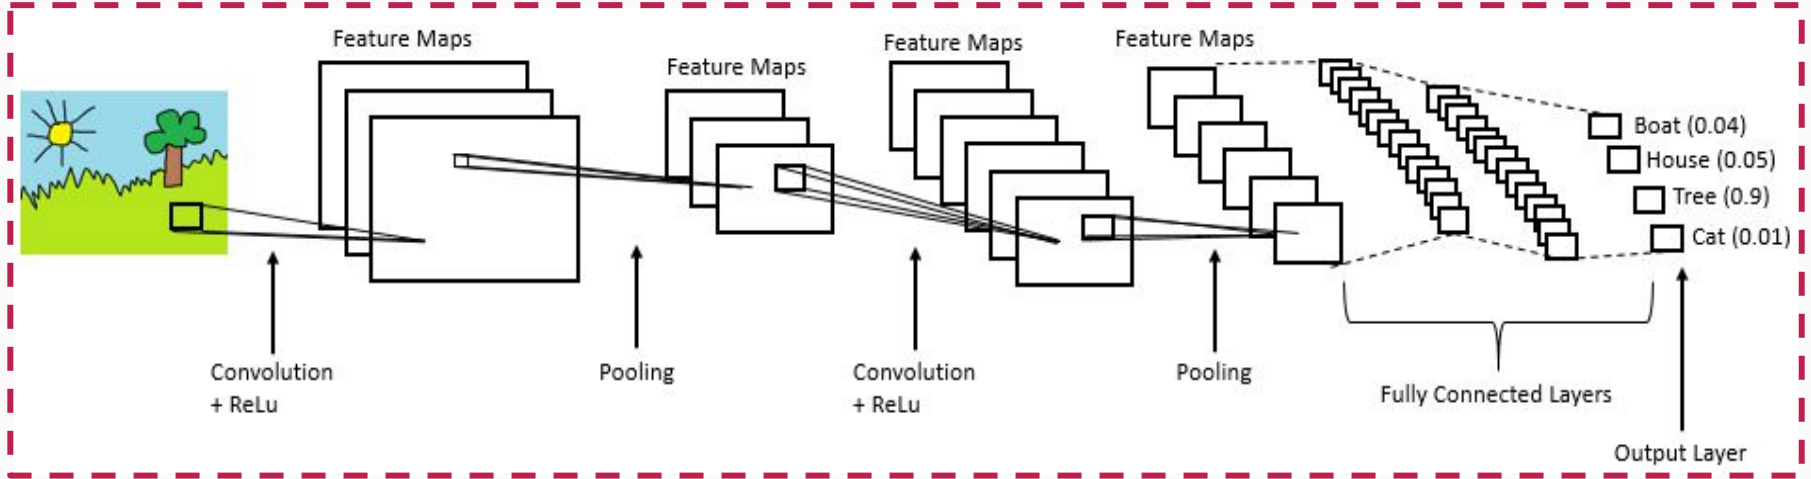 Feature Maps
Feature Maps
Feature Maps
Feature Maps
Boat (0.04)
House (0.05)
Tree (0.9)
Cat (0.01)
Convolution
+ ReLu
Pooling
Convolution
+ ReLu
Pooling
Fully Connected Layers
Output Layer